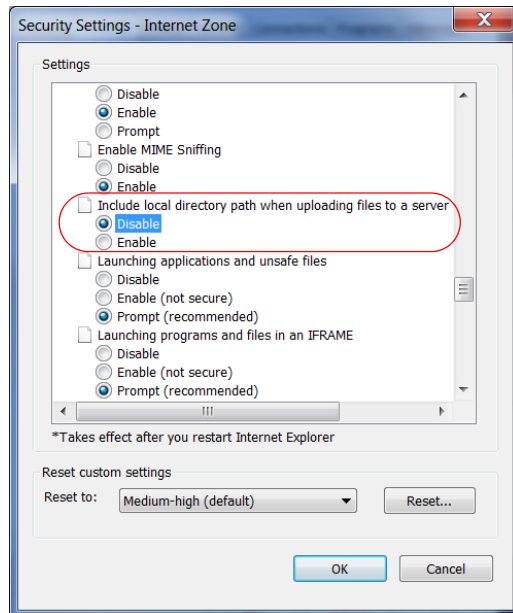 Security Settings - Internet Zone
Settings
Disable
Enable
Prompt
Enable MIME Sniffing
Disable
Enable
Include local directory path when uploading files to a server
Disable
Enable
Launching applications and unsafe files
Disable
Enable (not secure)
Prompt (recommended)
Launching programs and files in an IFRAME
Disable
Enable (not secure)
Prompt (recommended)
*Takes effect after you restart Internet Explorer
Reset custom settings
Reset to: Medium-high (default) Reset...
OK Cancel